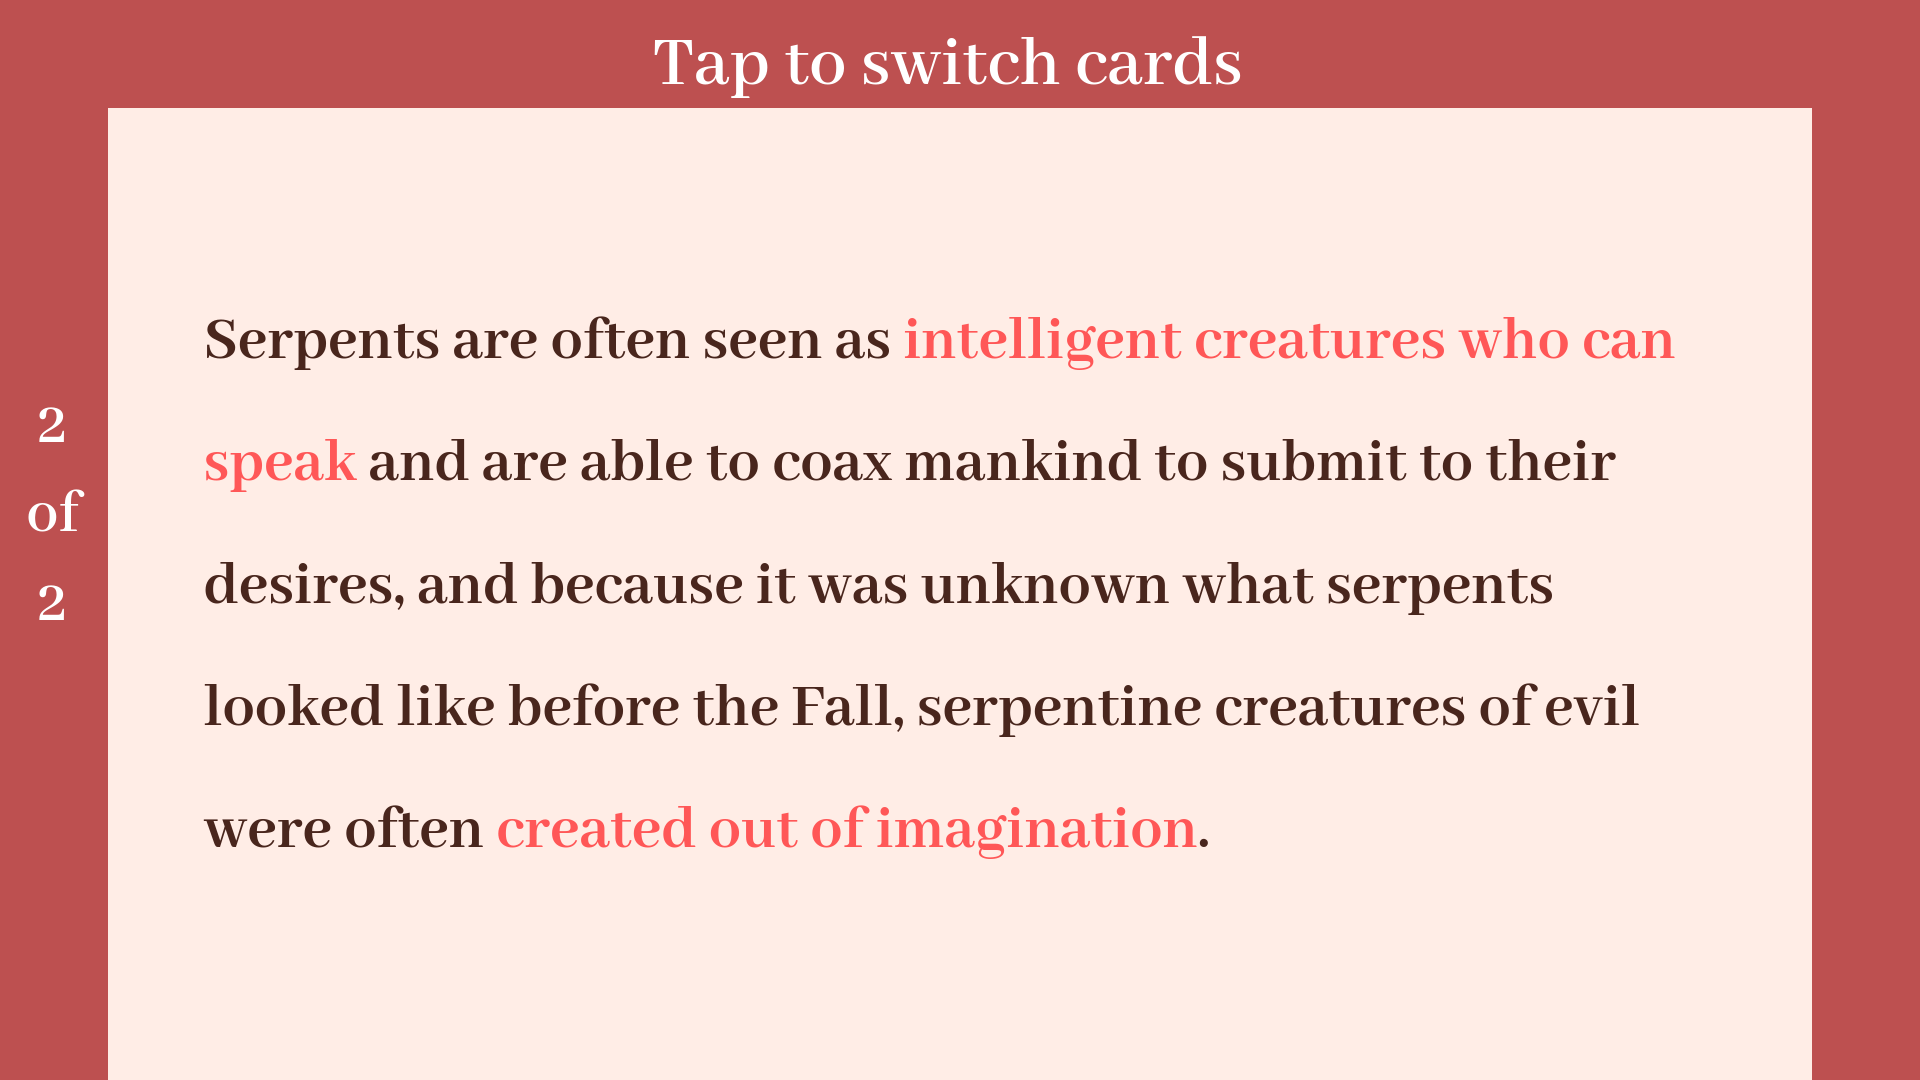 Tap to switch cards
2
of
2
Serpents are often seen as intelligent creatures who can
speak and are able to coax mankind to submit to their
desires, and because it was unknown what serpents
looked like before the Fall, serpentine creatures of evil
were often created out of imagination.